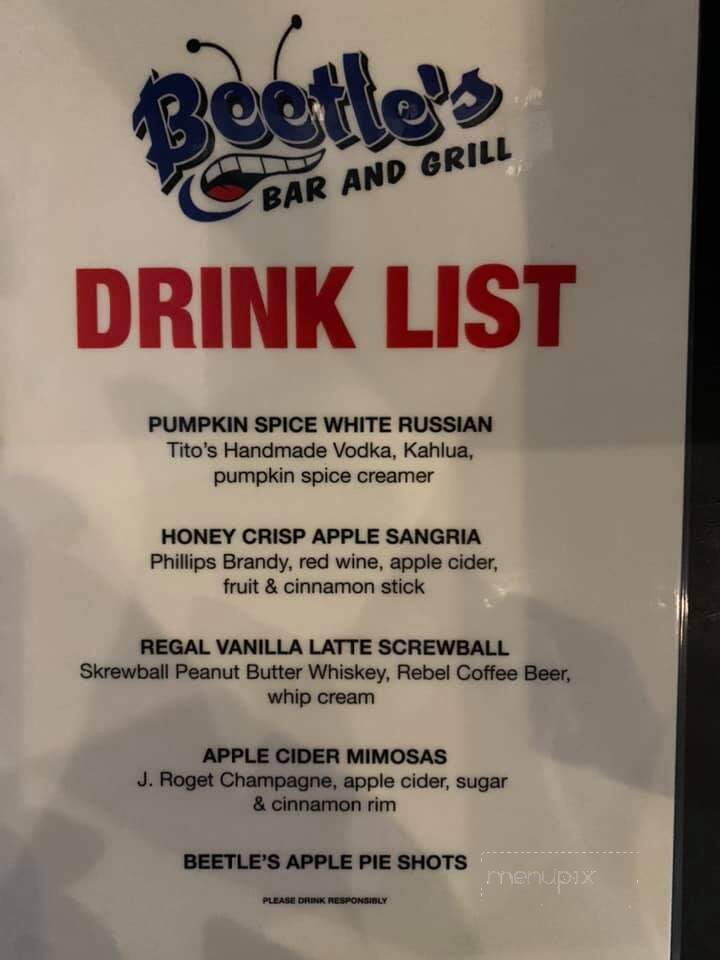 Beetle's
BAR AND GRILL
DRINK LIST
PUMPKIN SPICE WHITE RUSSIAN
Tito's Handmade Vodka, Kahlua,
pumpkin spice creamer
HONEY CRISP APPLE SANGRIA
Phillips Brandy, red wine, apple cider,
fruit & cinnamon stick
REGAL VANILLA LATTE SCREWBALL
Skrewball Peanut Butter Whiskey, Rebel Coffee Beer,
whip cream
APPLE CIDER MIMOSAS
J. Roget Champagne, apple cider, sugar
& cinnamon rim
BEETLE'S APPLE PIE SHOTS
menupix
PLEASE DRINK RESPONSIBLY